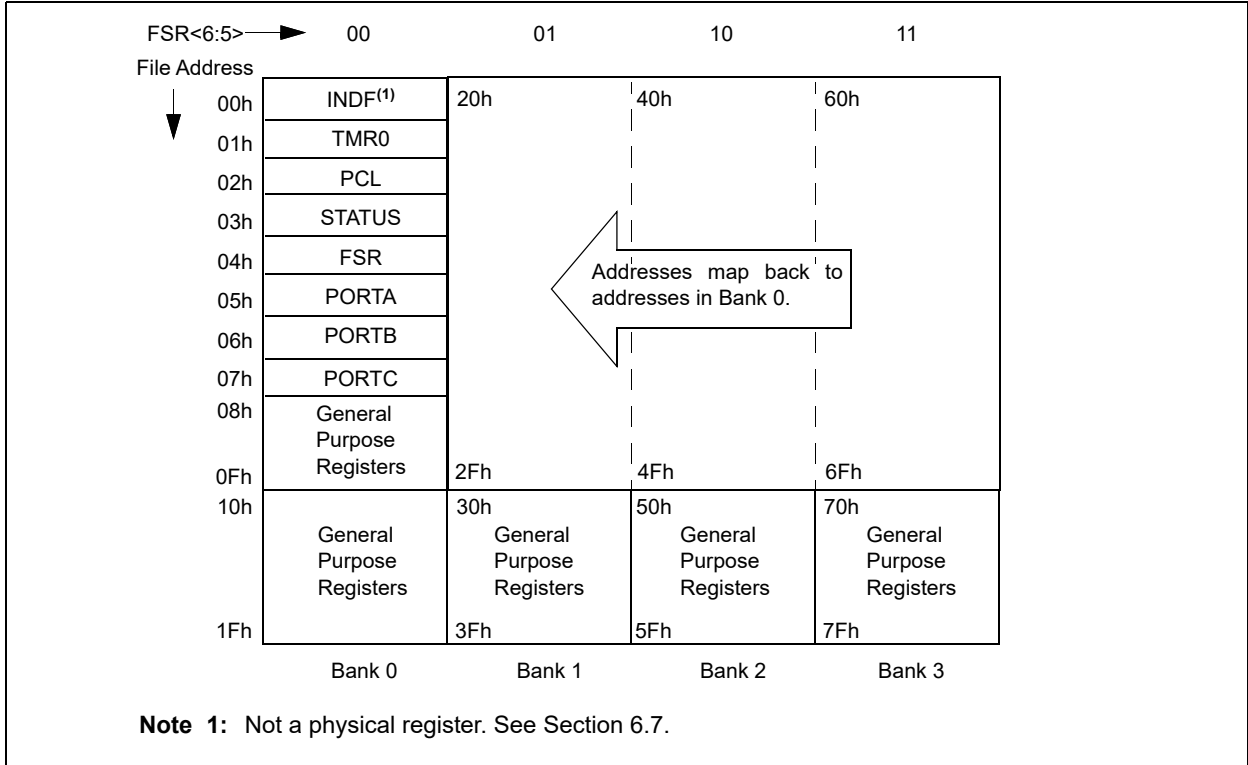 FSR<6:5> 00 01 10 11
File Address
00h INDF(1) 20h 40h 60h
01h TMR0
02h PCL
03h STATUS
04h FSR
Addresses map back to
05h PORTA
addresses in Bank 0.
06h PORTB
07h PORTC
08h General
Purpose
Registers
0Fh 2Fh 4Fh 6Fh
10h 30h 50h 70h
General General General General
Purpose Purpose Purpose Purpose
Registers Registers Registers Registers
1Fh 3Fh 5Fh 7Fh
Bank 0 Bank 1 Bank 2 Bank 3
Note 1: Not a physical register. See Section 6.7.